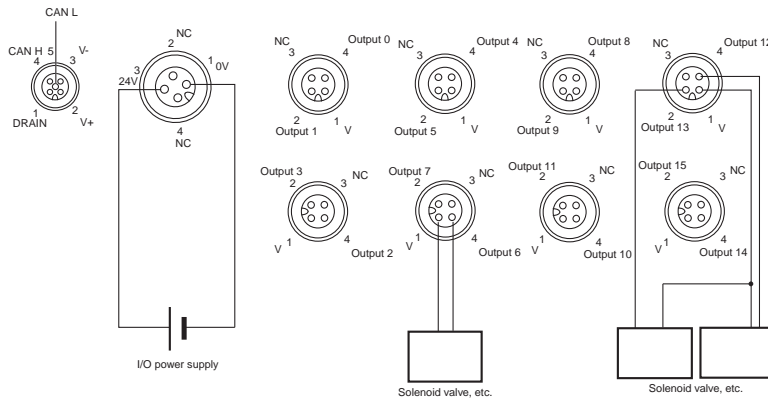 CAN L
CAN H 5 V-
4 3
1 2
DRAIN V+
NC
2
3 1 0V
24V
4
NC
I/O power supply
NC Output 0
3 4
2 1
Output 1 V
NC Output 4
3 4
2 1
Output 5 V
NC Output 8
3 4
2 1
Output 9 V
NC Output 12
3 4
2 1
Output 13 V
Output 3
2 3 NC
1 4
V Output 2
Output 7
2 3 NC
1 4
V Output 6
Output 11
2 3 NC
1 4
V Output 10
Output 15
2 3 NC
1 4
V Output 14
Solenoid valve, etc.
Solenoid valve, etc.